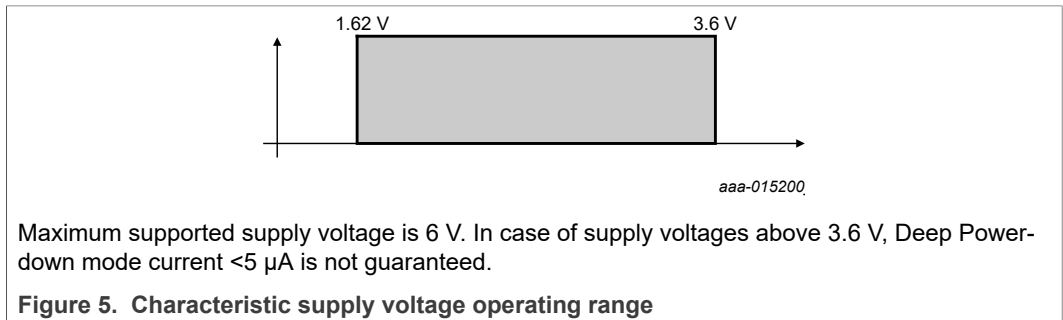 1.62 V 3.6 V
aaa-015200
Maximum supported supply voltage is 6 V. In case of supply voltages above 3.6 V, Deep Power-
down mode current <5 µA is not guaranteed.
Figure 5. Characteristic supply voltage operating range